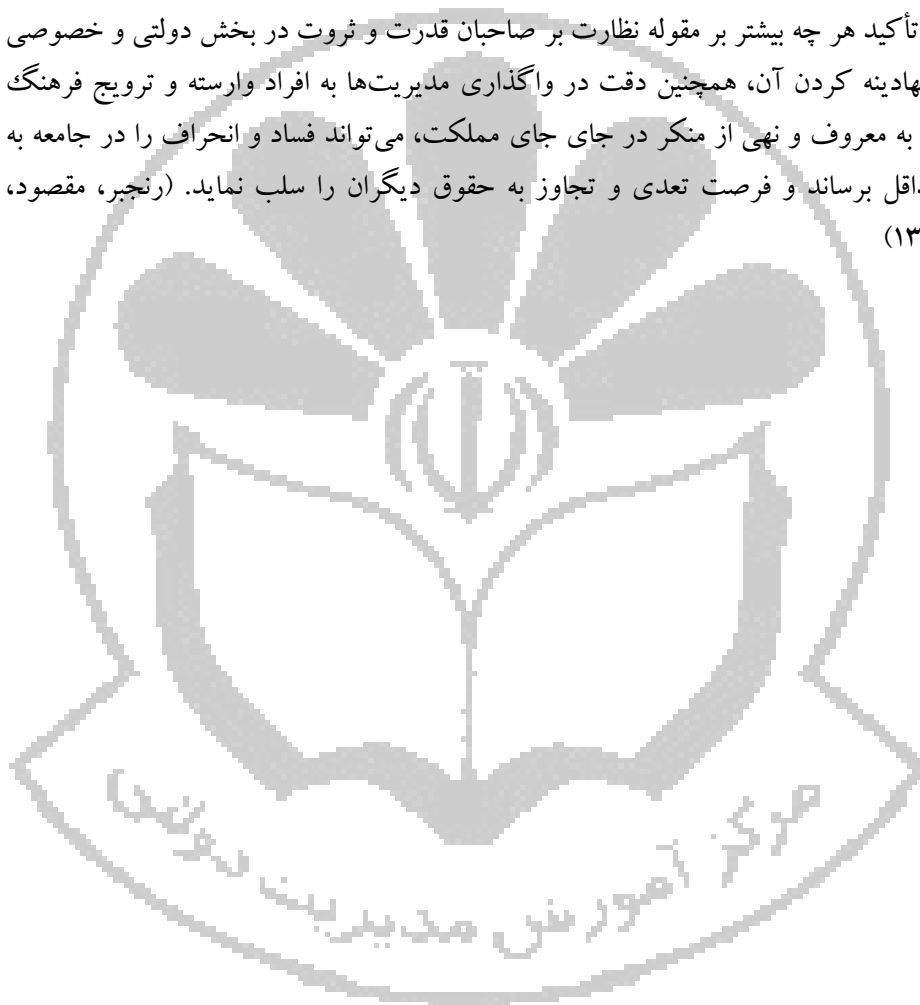 تأکید هر چه بیشتر بر مقوله نظارت بر صاحبان قدرت و ثروت در بخش دولتی و خصوصی
هادینه کردن آن، همچنین دقت در واگذاری مدیریت‌ها به افراد وارسته و ترویج فرهنگ
به معروف و نهی از منکر در جای جای مملکت، می‌تواند فساد و انحراف را در جامعه به
داقل برساند و فرصت تعدی و تجاوز به حقوق دیگران را سلب نماید. (رنجبر، مقصود،
۱۳)
مرکز آموزش مدیریت دولتی